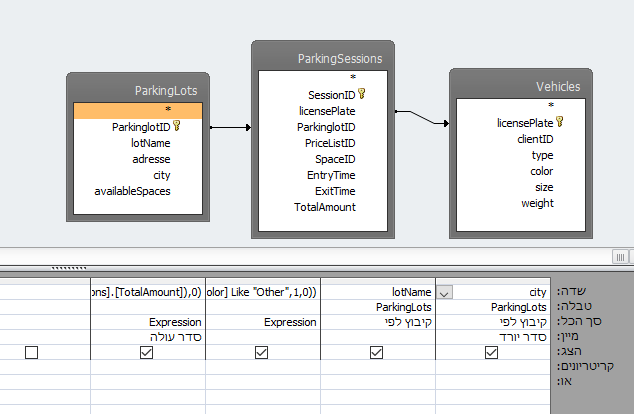 ParkingLots
*
ParkinglotID
lotName
adresse
city
availableSpaces
ParkingSessions
*
SessionID
licensePlate
ParkinglotID
PriceListID
SpaceID
EntryTime
ExitTime
TotalAmount
Vehicles
*
licensePlate
clientID
type
color
size
weight
שדה: city lotName olor] Like "Other",1,0)) ons].[TotalAmount]),0)
טבלה: ParkingLots ParkingLots
סך הכל: קיבוץ לפי קיבוץ לפי Expression Expression
מיין: סדר יורד סדר עולה
הצג:
קריטריונים:
או: